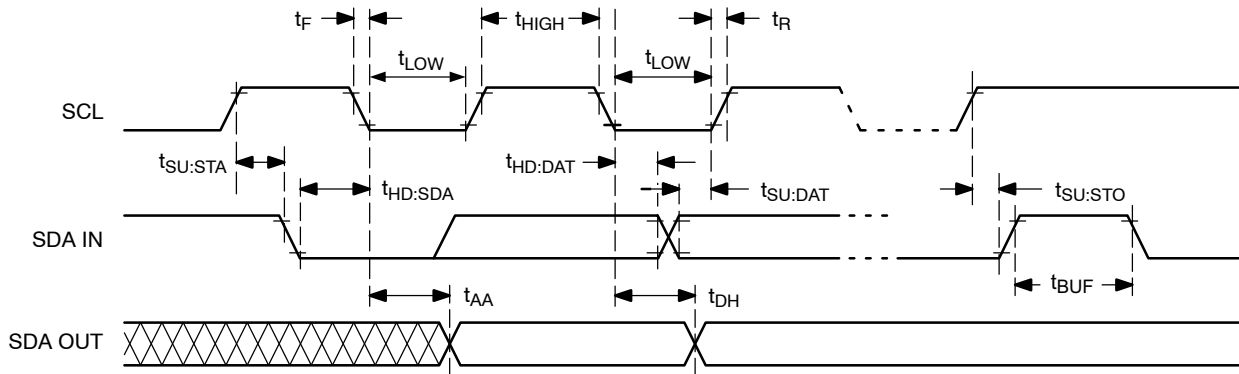 tF
tHIGH
tR
tLOW
tLOW
SCL
tSU:STA
tHD:SDA
tHD:DAT
tSU:DAT
tSU:STO
SDA IN
tAA
tDH
tBUF
SDA OUT